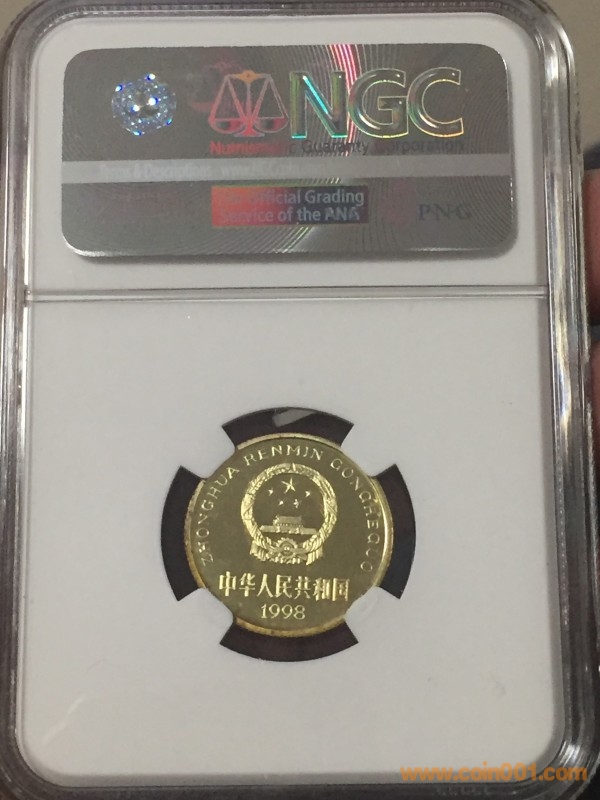 NGC
Numismatic Guaranty Corporation
The Official Grading
Service of the ANA
PNG
ZHONGHUA RENMIN GONGHEGUO
中华人民共和国
1998
www.coin001.com